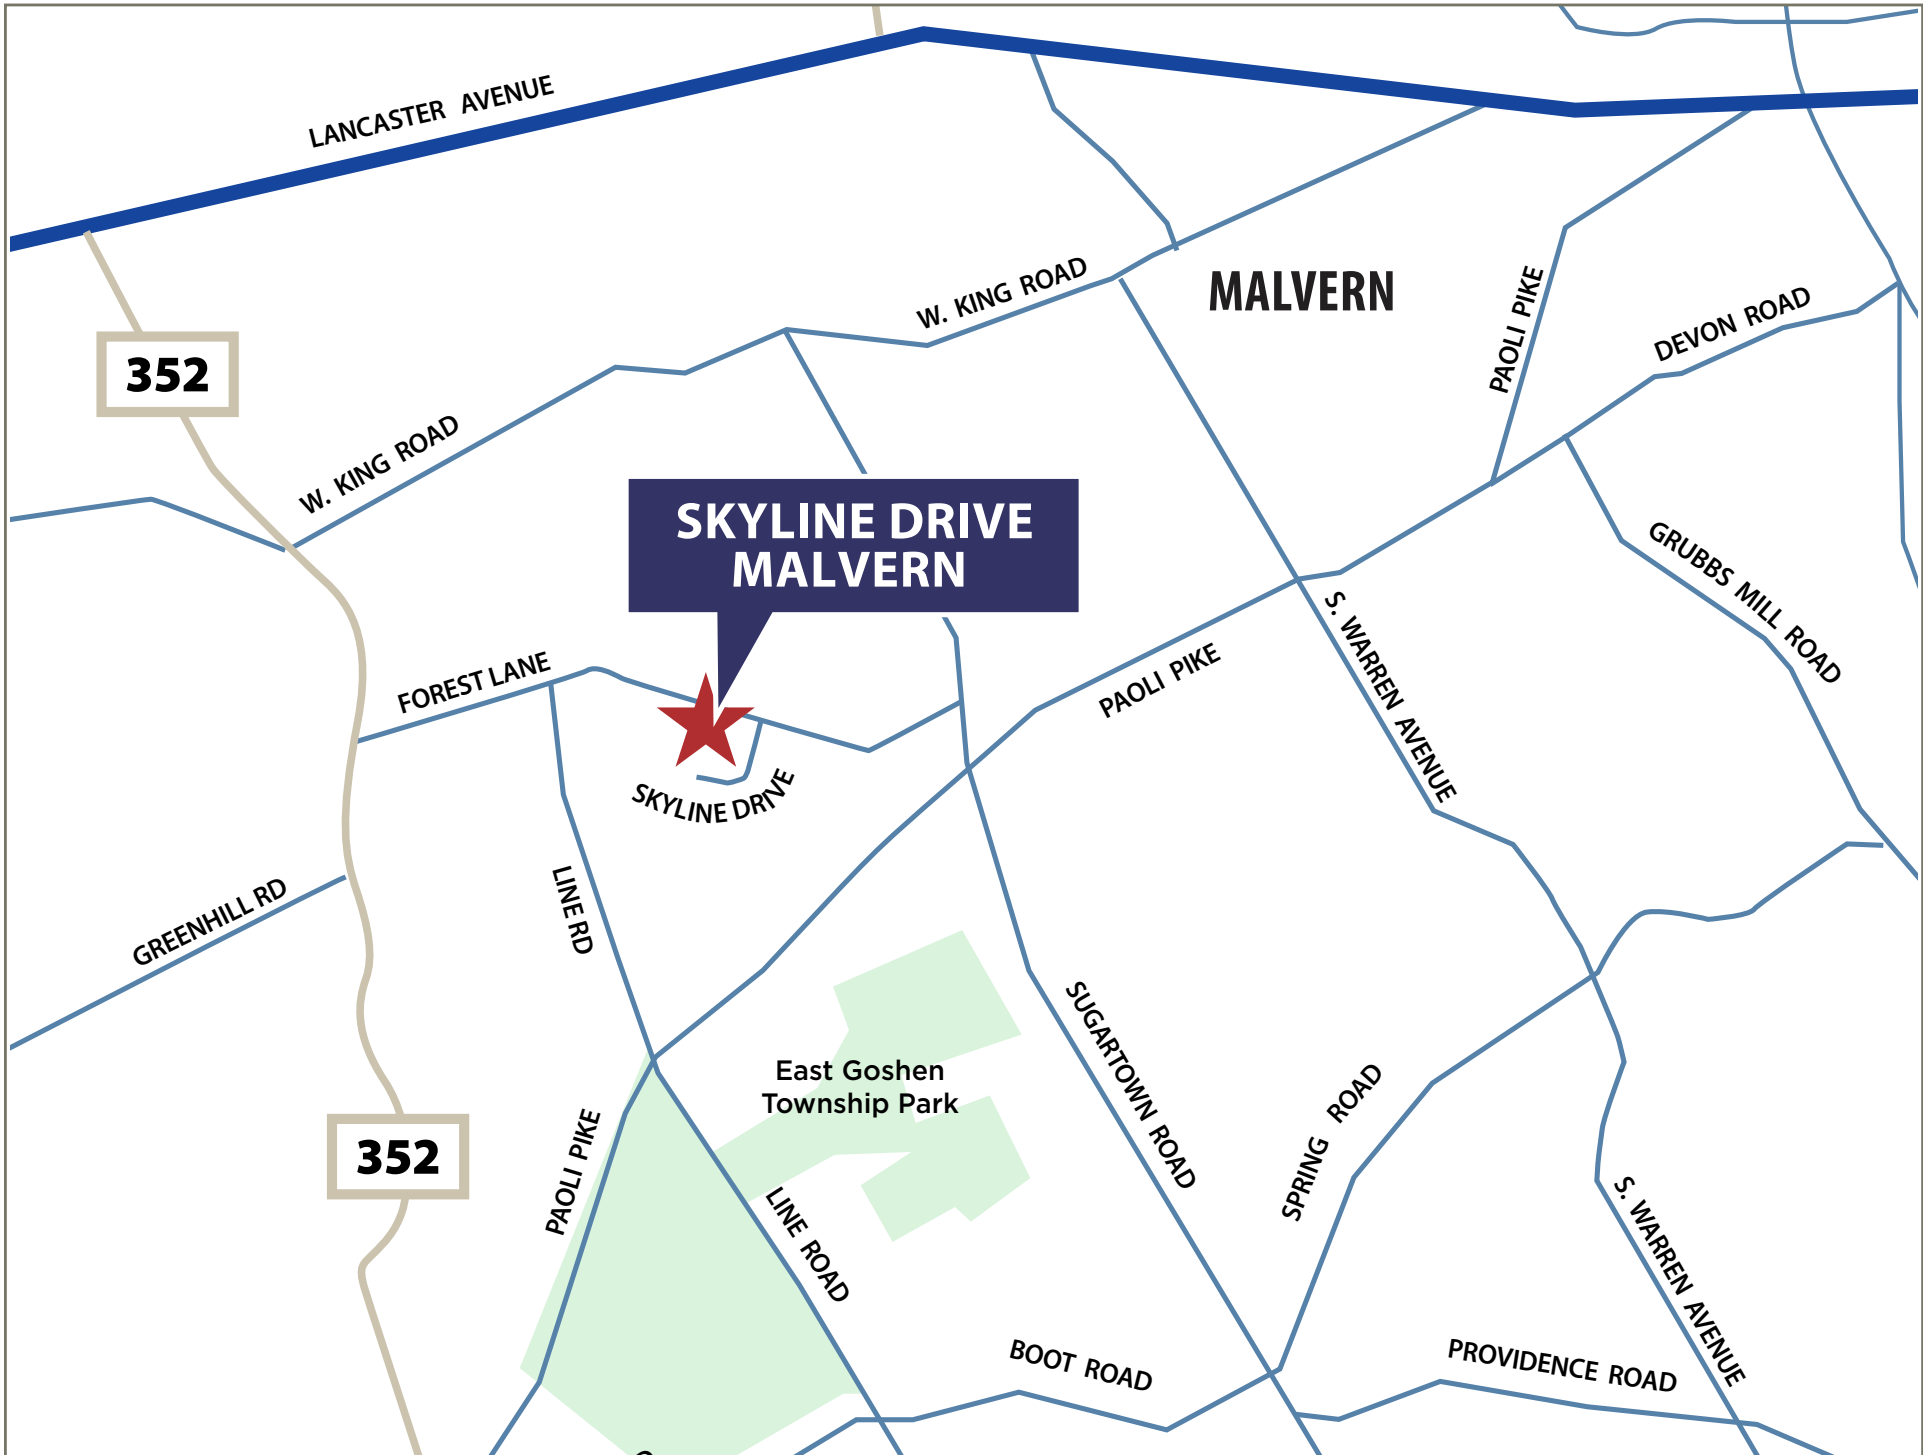 LANCASTER AVENUE
W. KING ROAD
MALVERN
PAOLI PIKE
DEVON ROAD
352
W. KING ROAD
SKYLINE DRIVE
MALVERN
GRUBBS MILL ROAD
S. WARREN AVENUE
FOREST LANE
PAOLI PIKE
SKYLINE DRIVE
LINE RD
GREENHILL RD
East Goshen
Township Park
SUGARTOWN ROAD
SPRING ROAD
352
PAOLI PIKE
LINE ROAD
S. WARREN AVENUE
BOOT ROAD
PROVIDENCE ROAD